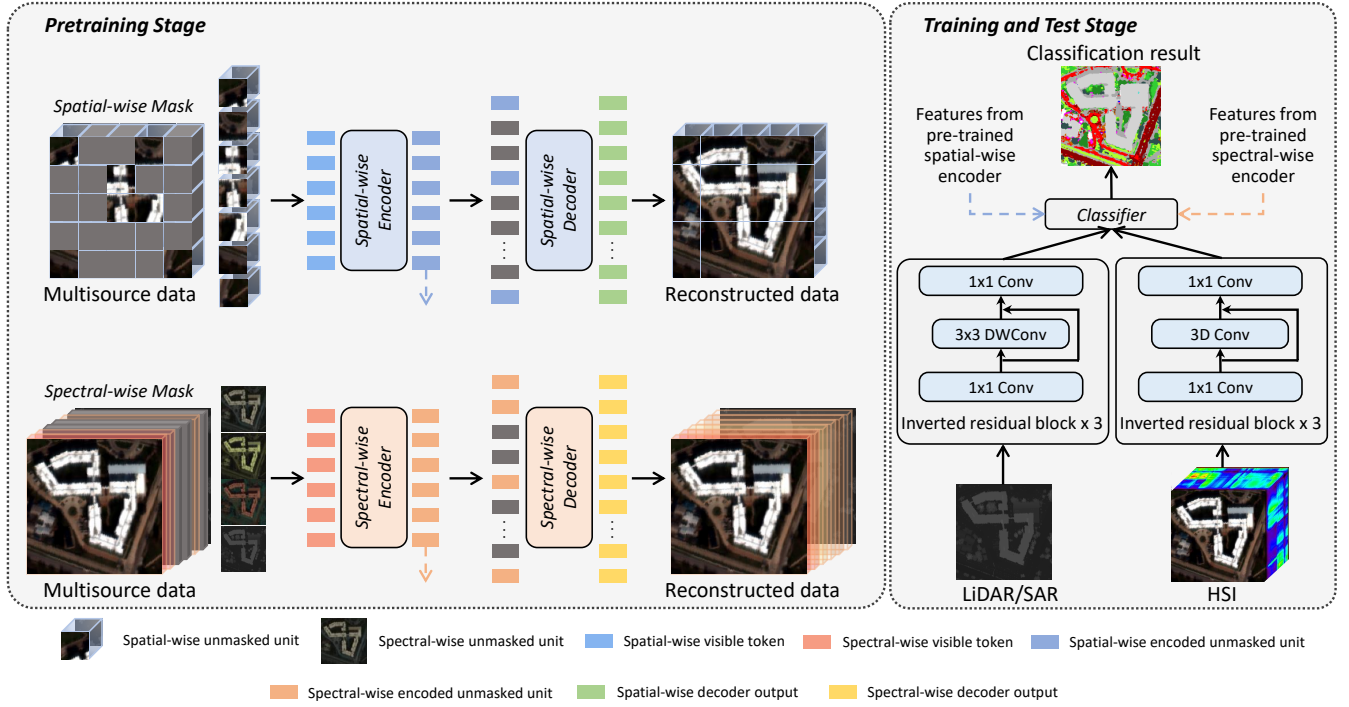 Pretraining Stage
Spatial-wise Mask
Multisource data
Spatial-wise
Encoder
Spatial-wise
Decoder
Reconstructed data
Spectral-wise Mask
Multisource data
Spectral-wise
Encoder
Spectral-wise
Decoder
Reconstructed data
Training and Test Stage
Classification result
Features from
pre-trained
spatial-wise
encoder
Features from
pre-trained
spectral-wise
encoder
Classifier
1x1 Conv
3x3 DWConv
1x1 Conv
Inverted residual block x 3
1x1 Conv
3D Conv
1x1 Conv
Inverted residual block x 3
LiDAR/SAR
HSI
Spatial-wise unmasked unit
Spectral-wise unmasked unit
Spatial-wise visible token
Spectral-wise visible token
Spatial-wise encoded unmasked unit
Spectral-wise encoded unmasked unit
Spatial-wise decoder output
Spectral-wise decoder output